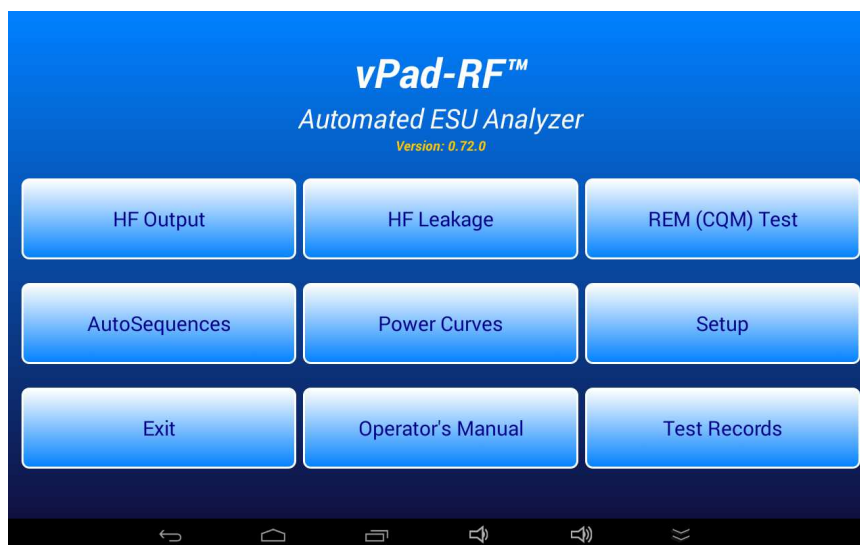 vPad-RF™
Automated ESU Analyzer
Version: 0.72.0
HF Output
HF Leakage
REM (CQM) Test
AutoSequences
Power Curves
Setup
Exit
Operator's Manual
Test Records